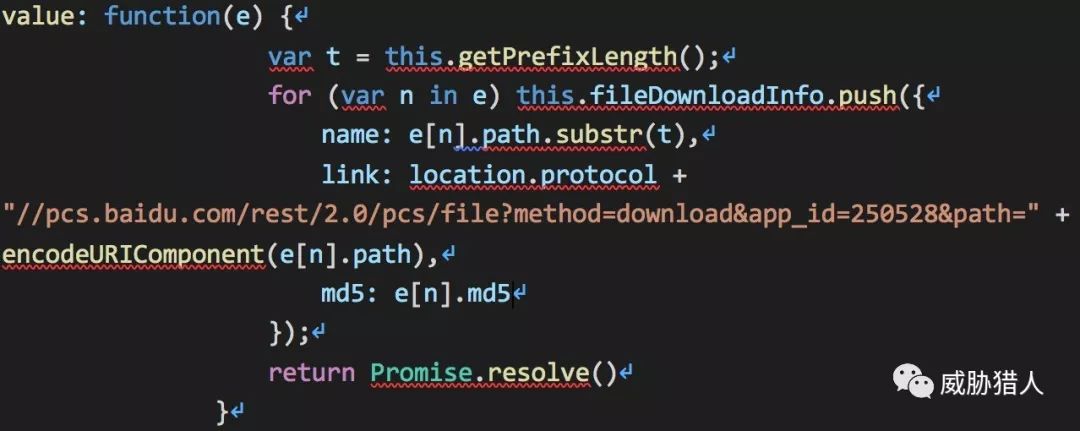 value: function(e) {
var t = this.getPrefixLength();
for (var n in e) this.fileDownloadInfo.push({
name: e[n].path.substr(t),
link: location.protocol +
"//pcs.baidu.com/rest/2.0/pcs/file?method=download&app_id=250528&path=" +
encodeURIComponent(e[n].path),
md5: e[n].md5
});
return Promise.resolve()
}
威胁猎人